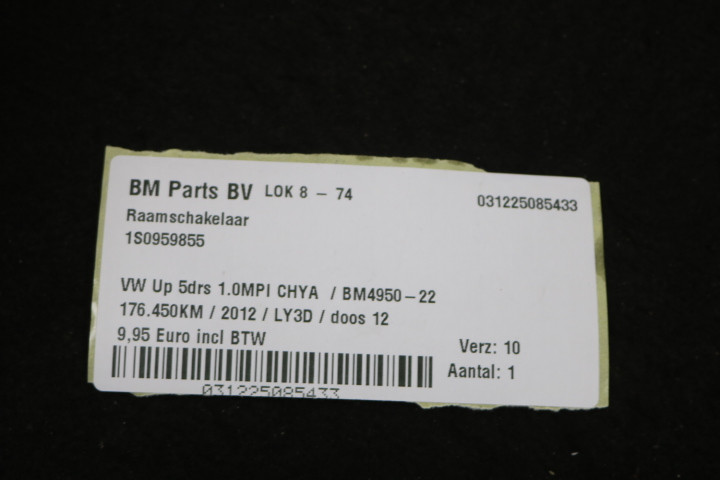 BM Parts BV LOK 8 - 74
031225085433
Raamschakelaar
1S0959855
VW Up 5drs 1.0MPI CHYA / BM4950-22
176.450KM / 2012 / LY3D / doos 12
9,95 Euro incl BTW
Verz: 10
Aantal: 1
031225085433